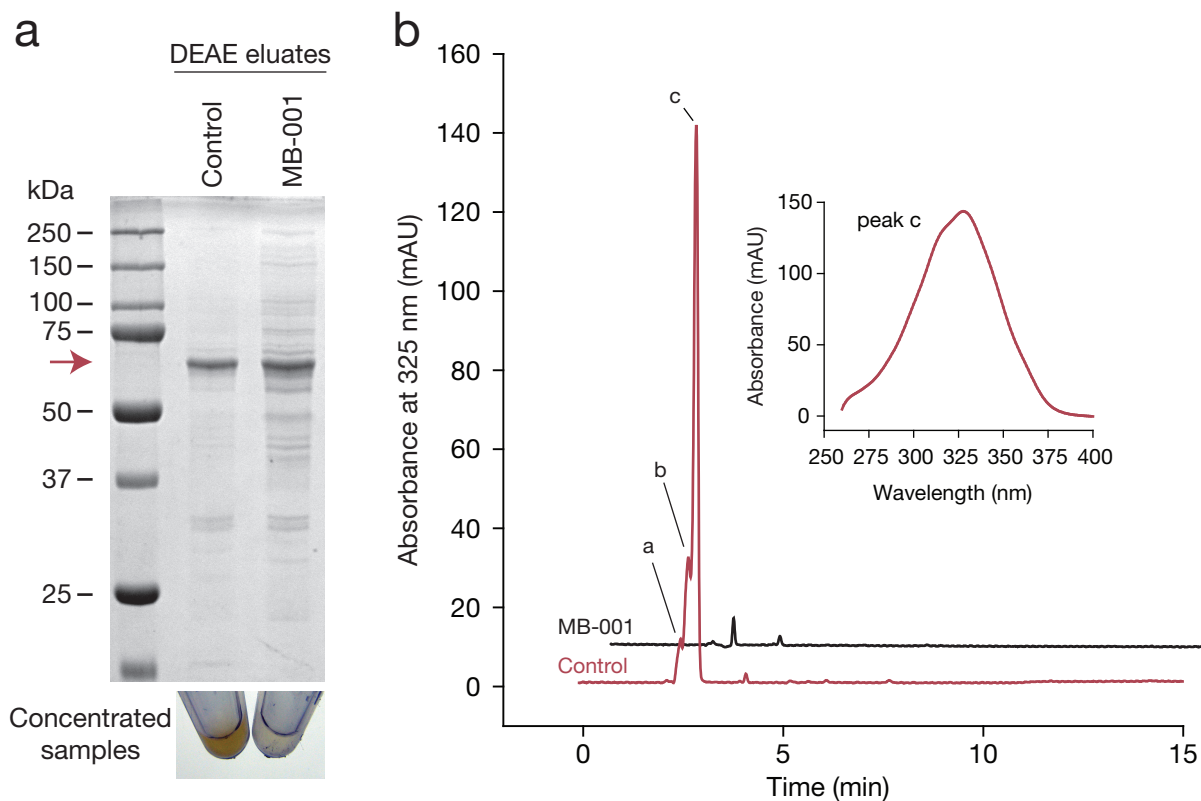 a
DEAE eluates
Control
MB-001
kDa
250
150
100
75
50
37
25
Concentrated
samples
b
Absorbance at 325 nm (mAU)
160
140
120
100
80
60
40
20
0
0
5
10
15
Time (min)
c
b
a
MB-001
Control
peak c
Absorbance (mAU)
150
100
50
0
250
275
300
325
350
375
400
Wavelength (nm)